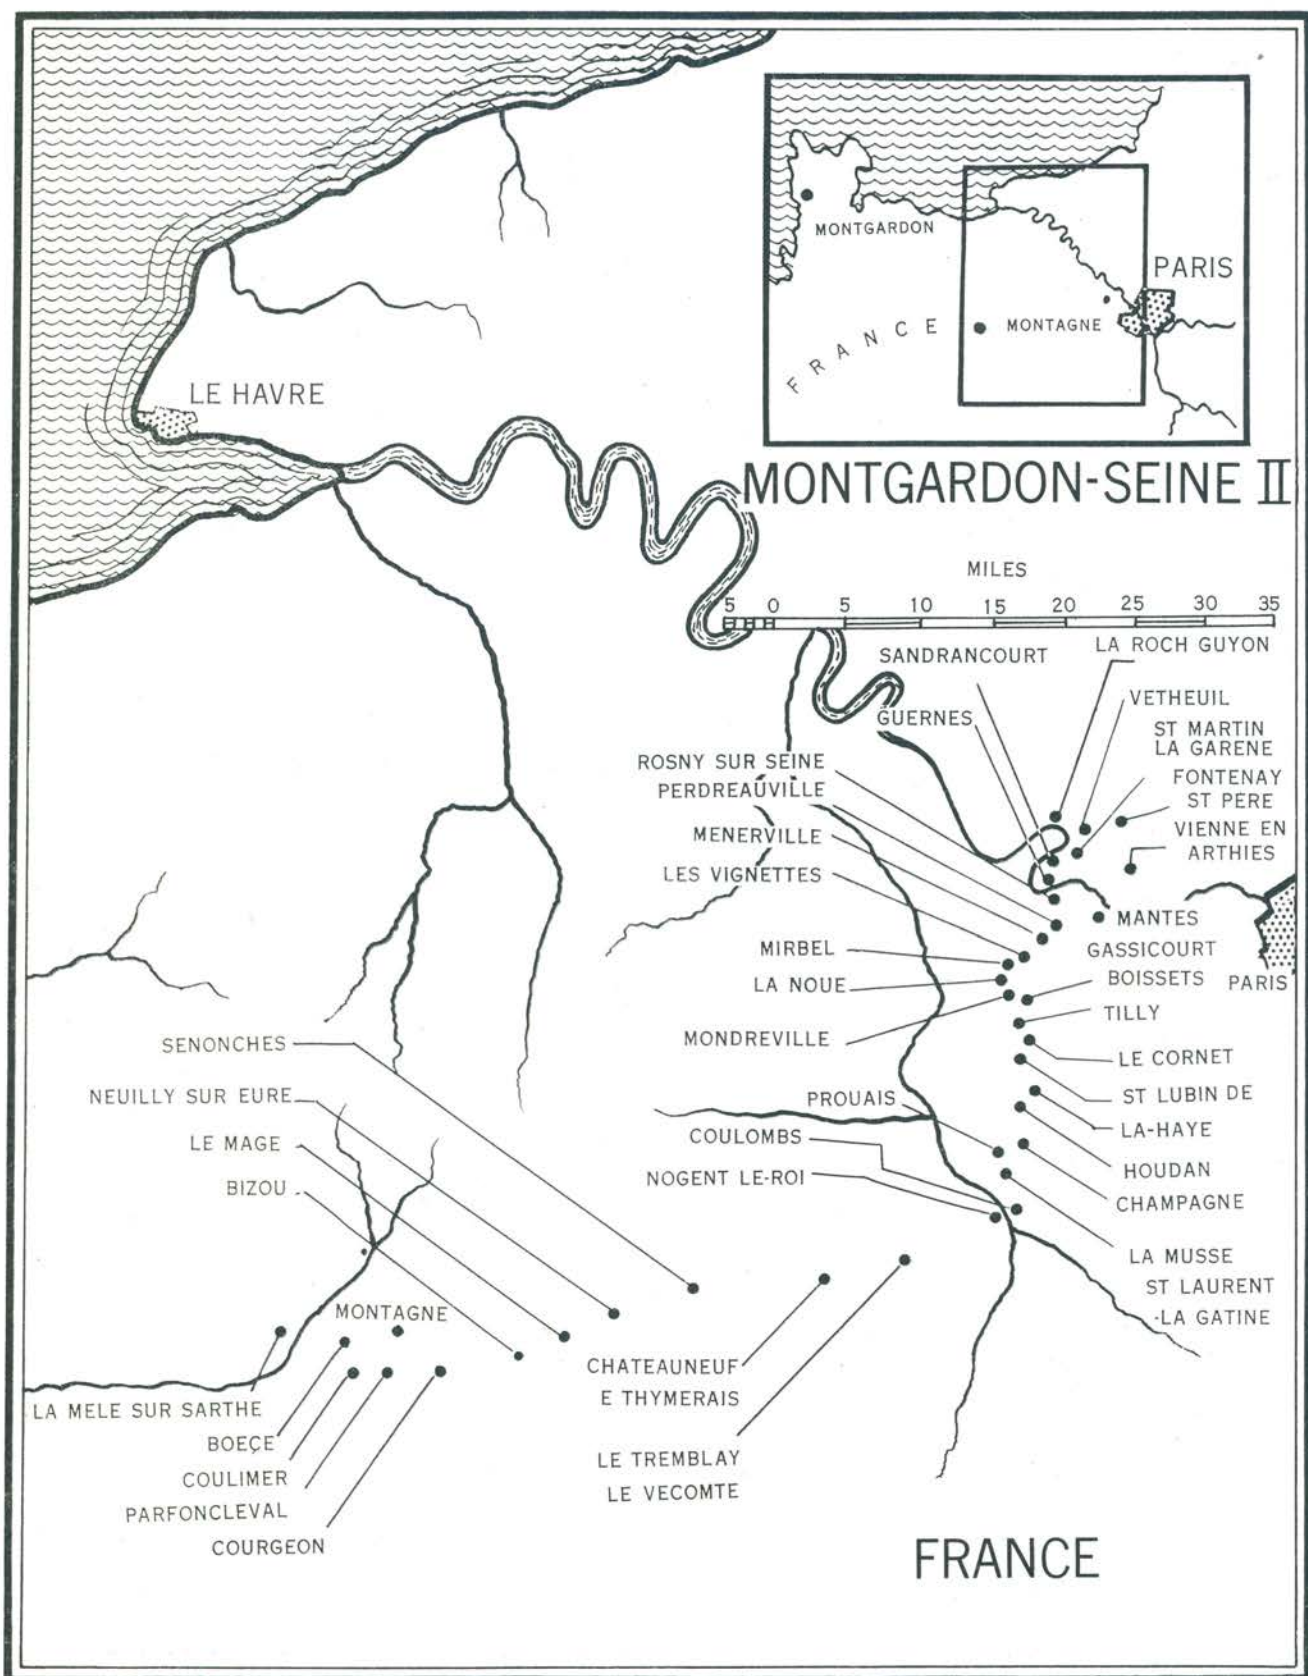 MONTGARDON
PARIS
FRANCE
MONTAGNE
LE HAVRE
MONTGARDON-SEINE II
MILES
5 0 5 10 15 20 25 30 35
SANDRANCOURT
LA ROCH GUYON
GUERNES
VETHEUIL
ST MARTIN
LA GARENE
ROSNY SUR SEINE
FONTENAY
ST PERE
PERDREAUVILLE
VIENNE EN
ARTHIES
MENERVILLE
LES VIGNETTES
MANTES
GASSICOURT
MIRBEL
BOISSETS
PARIS
LA NOUE
TILLY
MONDREVILLE
LE CORNET
SENONCHES
ST LUBIN DE
LA-HAYE
NEUILLY SUR EURE
PROUAIS
LE MAGE
COULOMBS
HOUDAN
BIZOU
NOGENT LE-ROI
CHAMPAGNE
LA MUSSE
ST LAURENT
-LA GATINE
MONTAGNE
CHATEAUNEUF
E THYMERAIS
LA MELE SUR SARTHE
BOEÇE
LE TREMBLAY
LE VECOMTE
COULIMER
PARFONCLEVAL
COURGEON
FRANCE